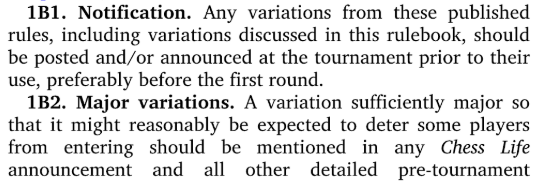 1B1. Notification. Any variations from these published
rules, including variations discussed in this rulebook, should
be posted and/or announced at the tournament prior to their
use, preferably before the first round.
1B2. Major variations. A variation sufficiently major so
that it might reasonably be expected to deter some players
from entering should be mentioned in any Chess Life
announcement and all other detailed pre-tournament